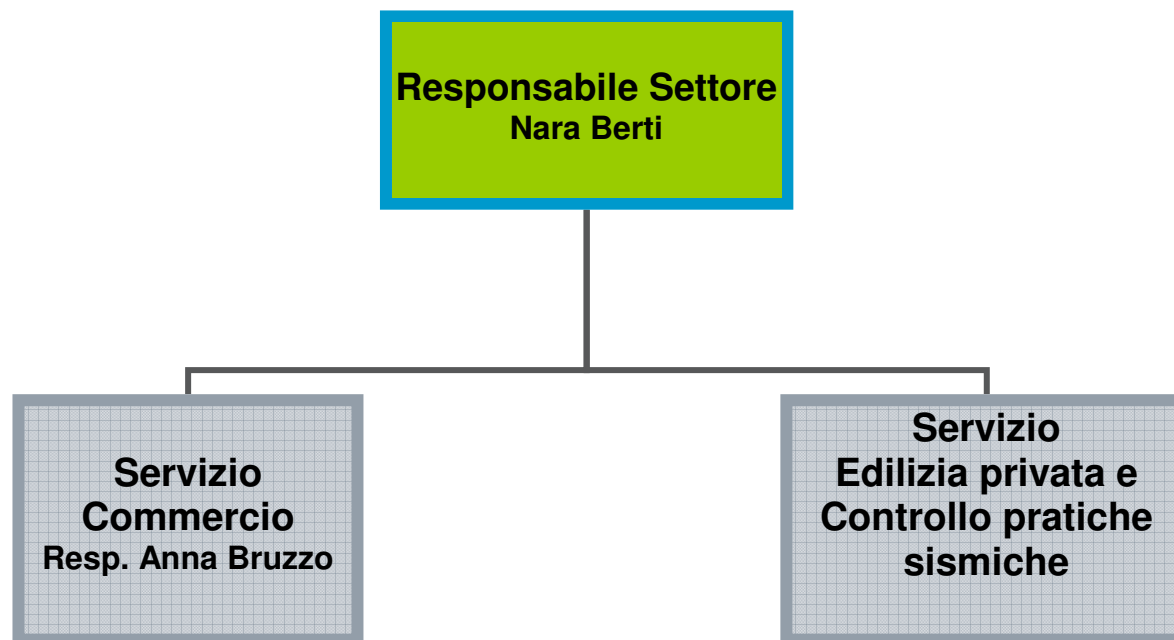 Responsabile Settore
Nara Berti
Servizio
Commercio
Resp. Anna Bruzzo
Servizio
Edilizia privata e
Controllo pratiche
sismiche